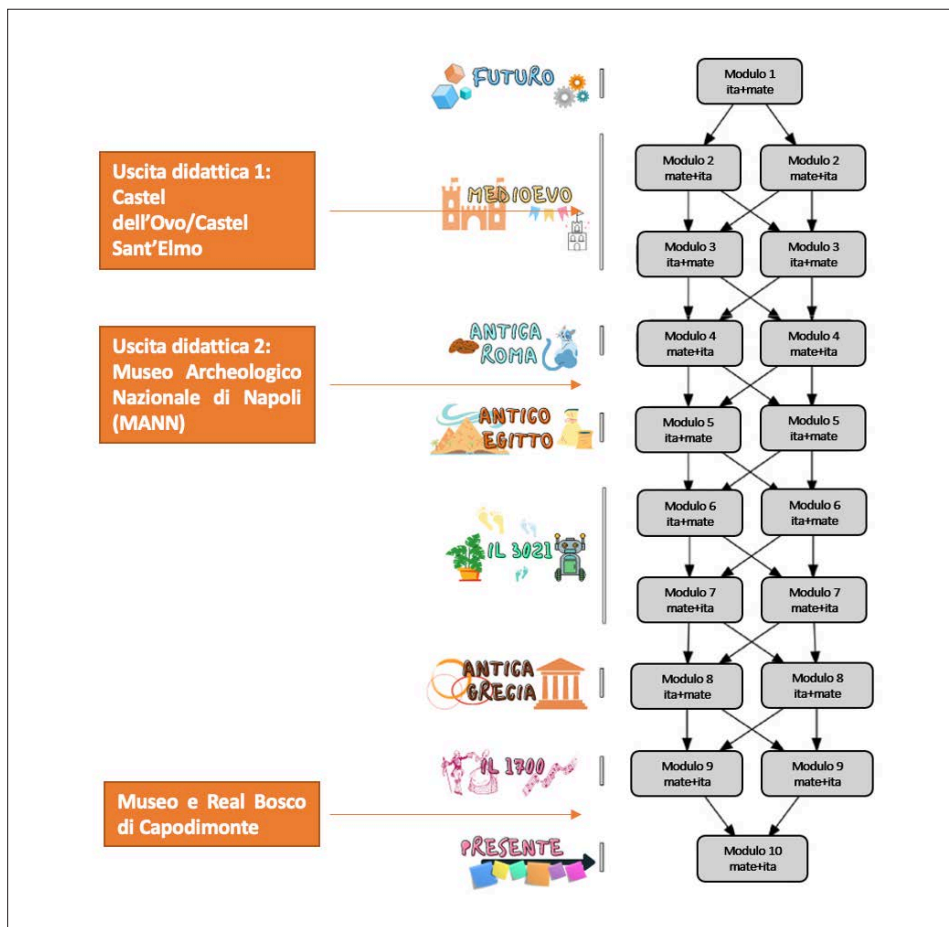 FUTURO
Modulo 1
ita+mate
Uscita didattica 1:
Castel
dell'Ovo/Castel
Sant'Elmo
MEDIOEVO
Modulo 2
mate+ita
Modulo 2
mate+ita
Modulo 3
ita+mate
Modulo 3
ita+mate
Uscita didattica 2:
Museo Archeologico
Nazionale di Napoli
(MANN)
ANTICA
ROMA
Modulo 4
mate+ita
Modulo 4
mate+ita
ANTICO
EGITTO
Modulo 5
ita+mate
Modulo 5
ita+mate
IL 3021
Modulo 6
ita+mate
Modulo 6
ita+mate
Modulo 7
mate+ita
Modulo 7
mate+ita
ANTICA
GRECIA
Modulo 8
ita+mate
Modulo 8
ita+mate
IL 1700
Modulo 9
mate+ita
Modulo 9
mate+ita
Museo e Real Bosco
di Capodimonte
PRESENTE
Modulo 10
mate+ita